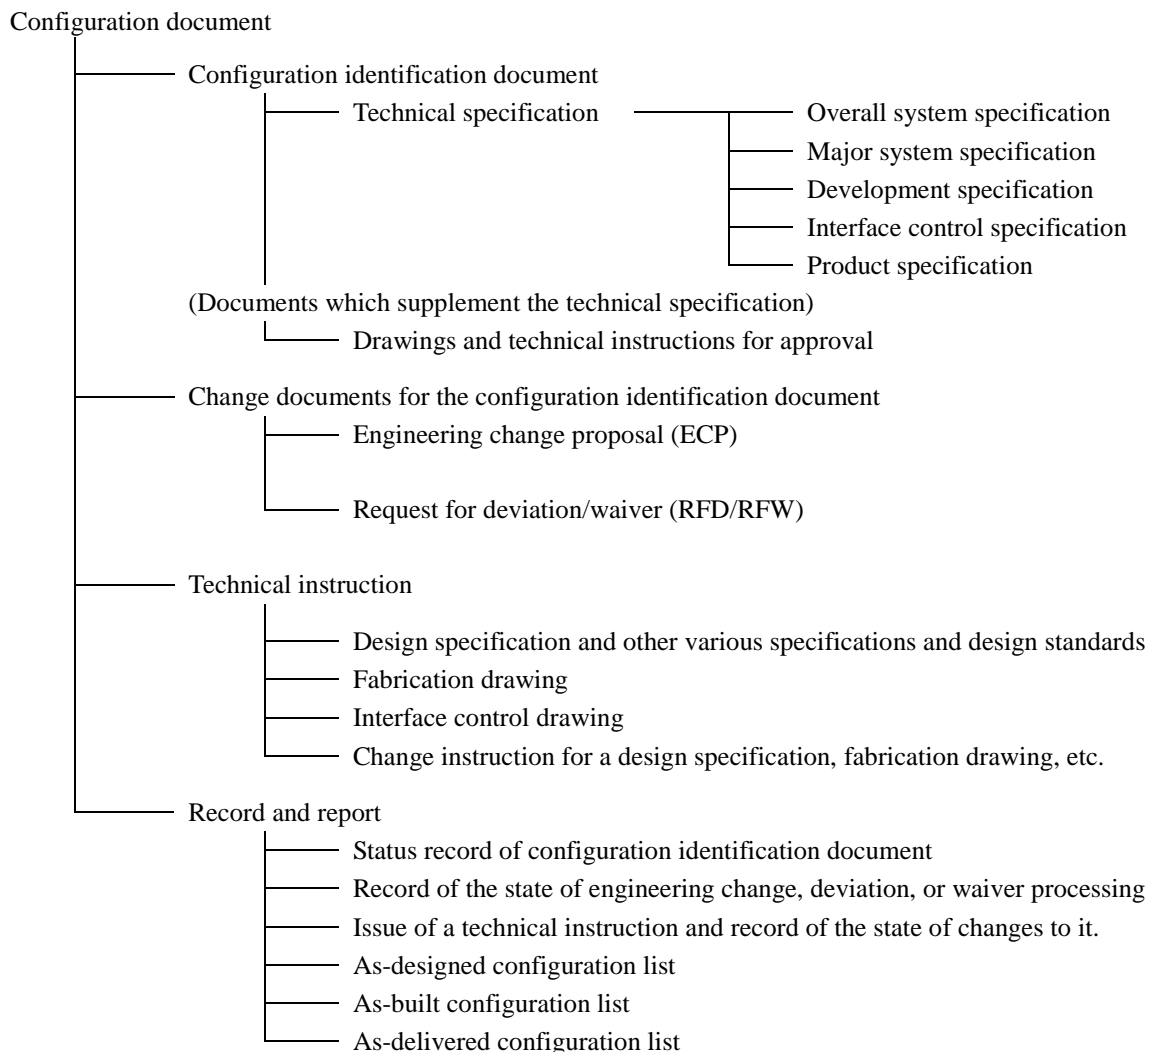 Configuration document
Configuration identification document
Technical specification
Overall system specification
Major system specification
Development specification
Interface control specification
Product specification
(Documents which supplement the technical specification)
Drawings and technical instructions for approval
Change documents for the configuration identification document
Engineering change proposal (ECP)
Request for deviation/waiver (RFD/RFW)
Technical instruction
Design specification and other various specifications and design standards
Fabrication drawing
Interface control drawing
Change instruction for a design specification, fabrication drawing, etc.
Record and report
Status record of configuration identification document
Record of the state of engineering change, deviation, or waiver processing
Issue of a technical instruction and record of the state of changes to it.
As-designed configuration list
As-built configuration list
As-delivered configuration list